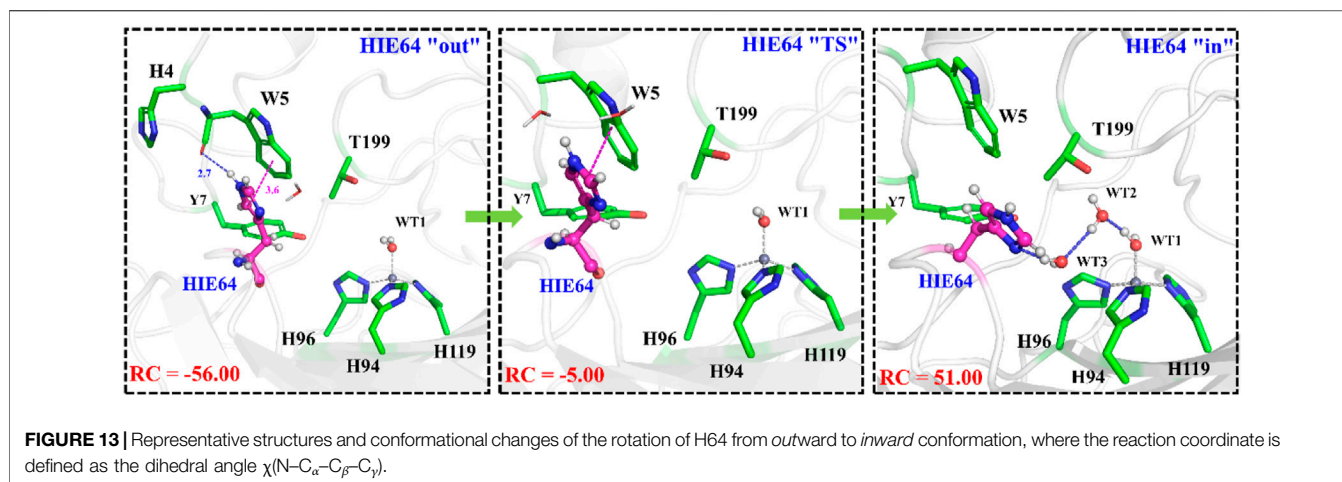 HIE64 "out"
H4
W5
T199
2.7
3.6
Y7
WT1
HIE64
H96
H94
H119
RC = -56.00
HIE64 "TS"
W5
T199
Y7
WT1
HIE64
H96
H94
H119
RC = -5.00
HIE64 "in"
W5
T199
Y7
WT2
WT1
WT3
HIE64
H96
H94
H119
RC = 51.00
FIGURE 13 | Representative structures and conformational changes of the rotation of H64 from outward to inward conformation, where the reaction coordinate is
defined as the dihedral angle χ(N–Cα–Cβ–Cγ).